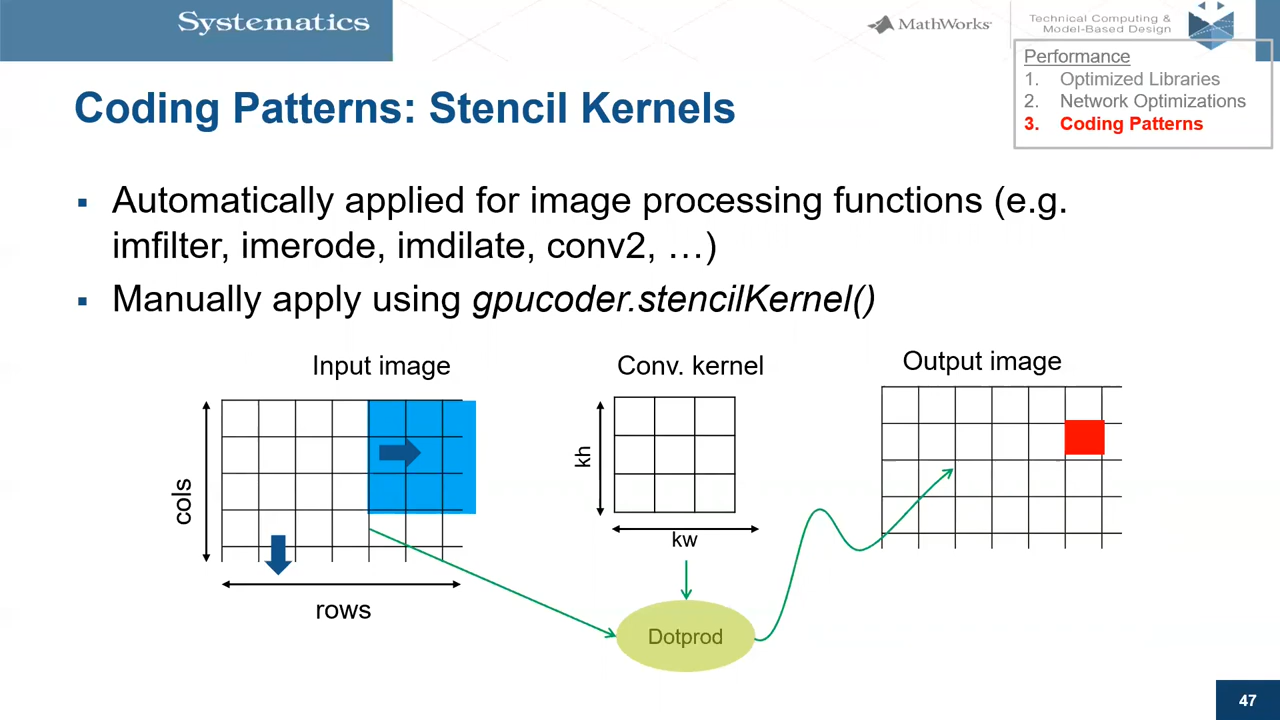 Systematics
MathWorks
Technical Computing &
Model-Based Design
Performance
1. Optimized Libraries
2. Network Optimizations
3. Coding Patterns
Coding Patterns: Stencil Kernels
▪ Automatically applied for image processing functions (e.g.
imfilter, imerode, imdilate, conv2, …)
▪ Manually apply using gpucoder.stencilKernel()
Input image
Conv. kernel
Output image
cols
rows
kh
kw
Dotprod
47